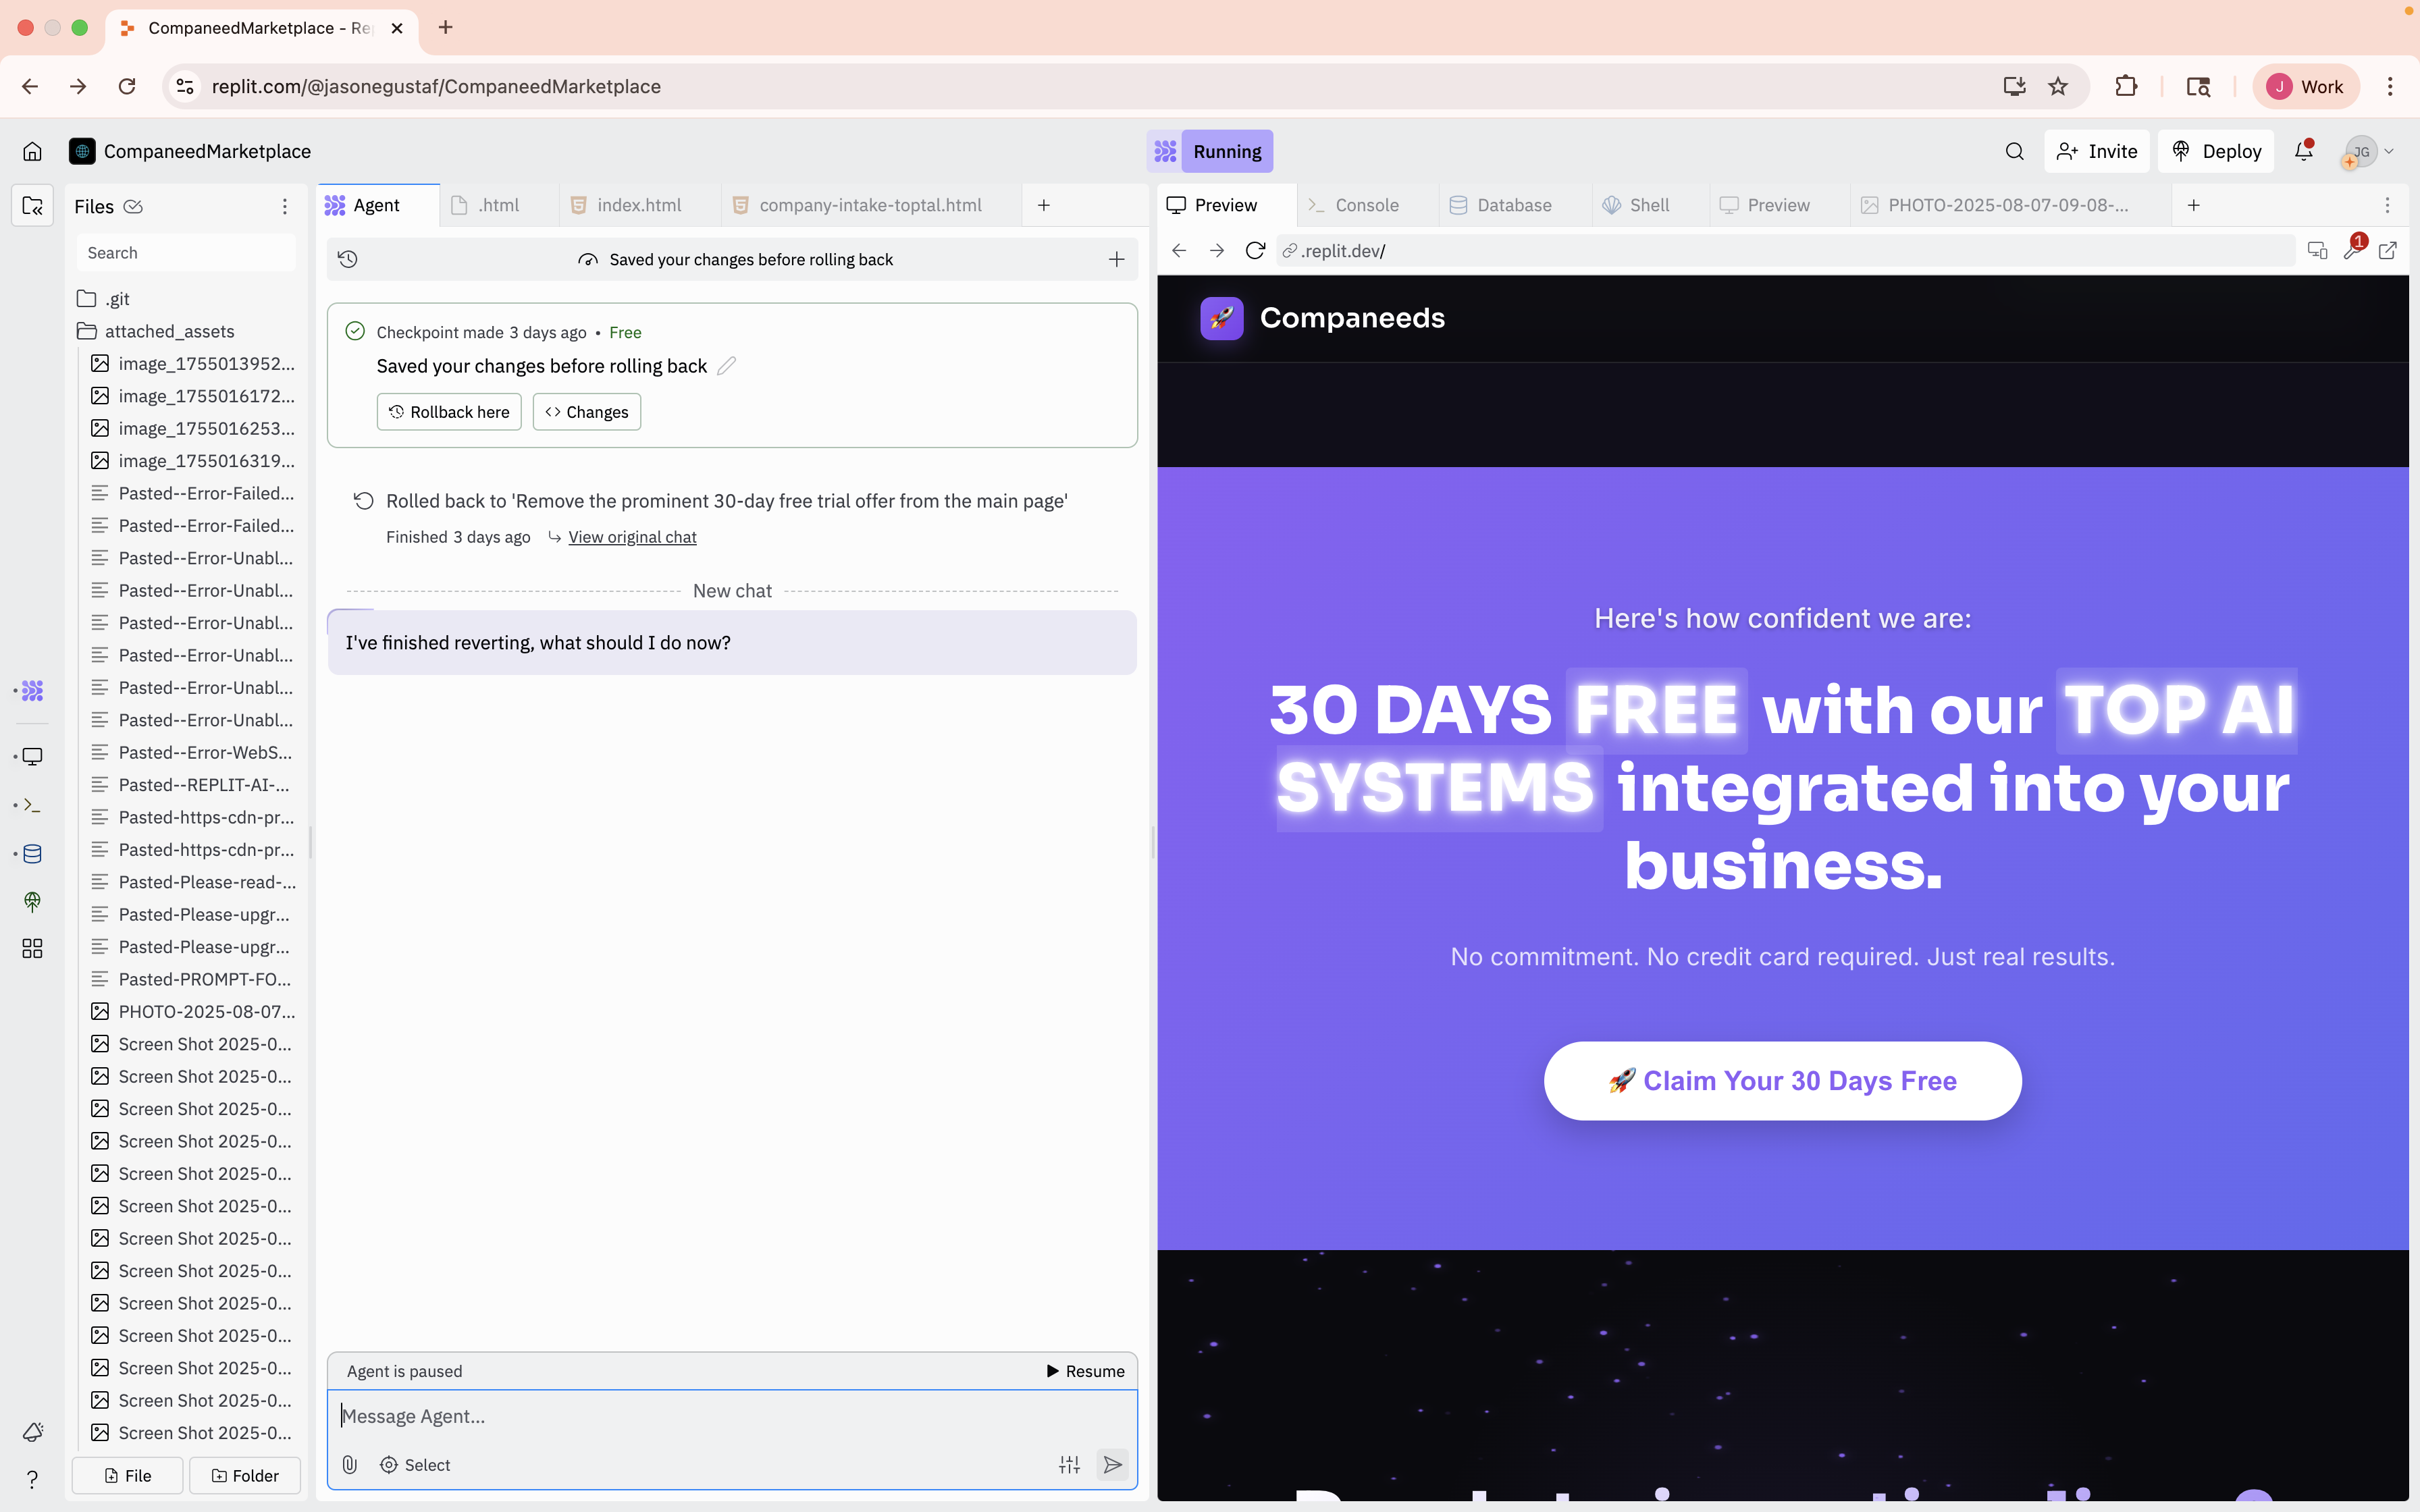 CompaneedMarketplace - Re
replit.com/@jasonegustaf/CompaneedMarketplace
J
Work
CompaneedMarketplace
Running
Invite
Deploy
JG
Files
Search
.git
attached_assets
image_1755013952...
image_1755016172...
image_1755016253...
image_1755016319...
Pasted--Error-Failed...
Pasted--Error-Failed...
Pasted--Error-Unabl...
Pasted--Error-Unabl...
Pasted--Error-Unabl...
Pasted--Error-Unabl...
Pasted--Error-Unabl...
Pasted--Error-Unabl...
Pasted--Error-WebS...
Pasted--REPLIT-AI-...
Pasted-https-cdn-pr...
Pasted-https-cdn-pr...
Pasted-Please-read-...
Pasted-Please-upgr...
Pasted-Please-upgr...
Pasted-PROMPT-FO...
PHOTO-2025-08-07...
Screen Shot 2025-0...
Screen Shot 2025-0...
Screen Shot 2025-0...
Screen Shot 2025-0...
Screen Shot 2025-0...
Screen Shot 2025-0...
Screen Shot 2025-0...
Screen Shot 2025-0...
Screen Shot 2025-0...
Screen Shot 2025-0...
Screen Shot 2025-0...
Screen Shot 2025-0...
Screen Shot 2025-0...
File
Folder
Agent
.html
index.html
company-intake-toptal.html
Saved your changes before rolling back
Checkpoint made 3 days ago • Free
Saved your changes before rolling back
Rollback here
Changes
Rolled back to 'Remove the prominent 30-day free trial offer from the main page'
Finished 3 days ago
View original chat
New chat
I've finished reverting, what should I do now?
Agent is paused
Resume
Message Agent...
Select
Preview
Console
Database
Shell
Preview
PHOTO-2025-08-07-09-08-...
.replit.dev/
1
Companeeds
Here's how confident we are:
30 DAYS FREE with our TOP AI
SYSTEMS integrated into your
business.
No commitment. No credit card required. Just real results.
🚀 Claim Your 30 Days Free